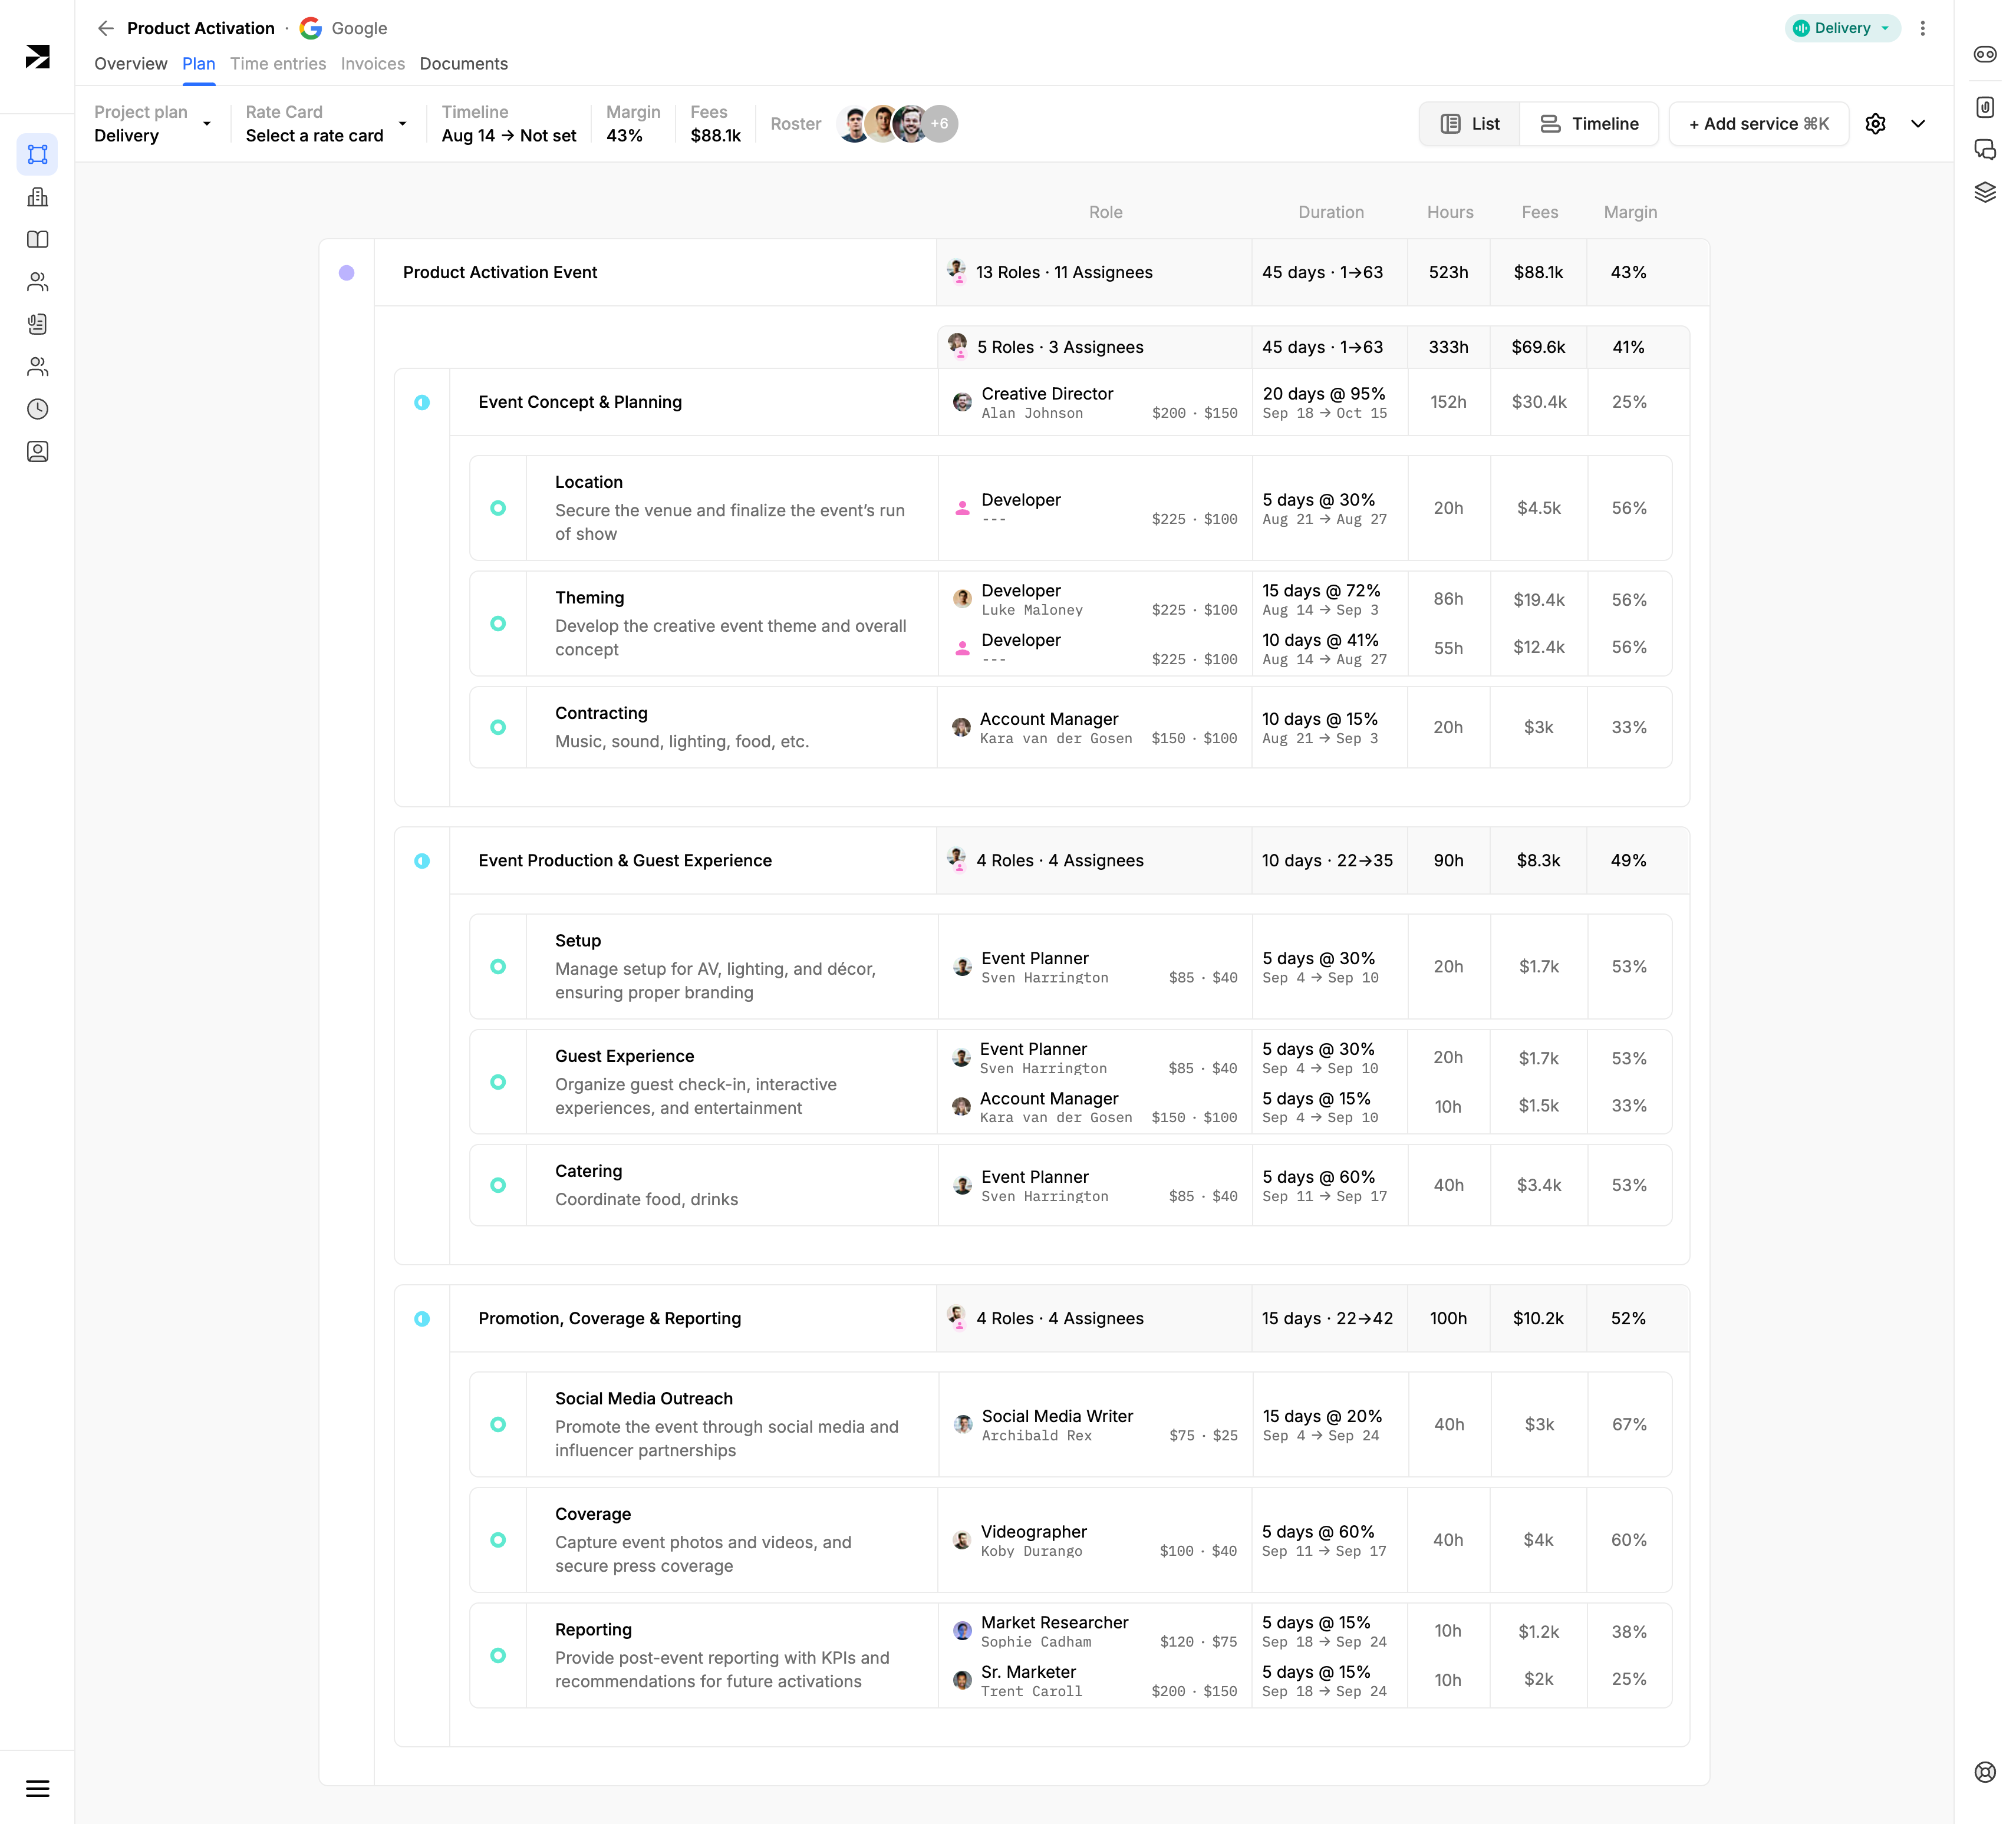 Product Activation · Google
Delivery
Overview Plan Time entries Invoices Documents
Project plan
Delivery
Rate Card
Select a rate card
Timeline
Aug 14 → Not set
Margin
43%
Fees
$88.1k
Roster
+6
List
Timeline
+ Add service ⌘K
Role Duration Hours Fees Margin
Product Activation Event
13 Roles · 11 Assignees
45 days · 1→63
523h
$88.1k
43%
5 Roles · 3 Assignees
45 days · 1→63
333h
$69.6k
41%
Event Concept & Planning
Creative Director
Alan Johnson
$200 · $150
20 days @ 95%
Sep 18 → Oct 15
152h
$30.4k
25%
Location
Secure the venue and finalize the event’s run
of show
Developer
---
$225 · $100
5 days @ 30%
Aug 21 → Aug 27
20h
$4.5k
56%
Theming
Develop the creative event theme and overall
concept
Developer
Luke Maloney
$225 · $100
15 days @ 72%
Aug 14 → Sep 3
86h
$19.4k
56%
Developer
---
$225 · $100
10 days @ 41%
Aug 14 → Aug 27
55h
$12.4k
56%
Contracting
Music, sound, lighting, food, etc.
Account Manager
Kara van der Gosen
$150 · $100
10 days @ 15%
Aug 21 → Sep 3
20h
$3k
33%
Event Production & Guest Experience
4 Roles · 4 Assignees
10 days · 22→35
90h
$8.3k
49%
Setup
Manage setup for AV, lighting, and décor,
ensuring proper branding
Event Planner
Sven Harrington
$85 · $40
5 days @ 30%
Sep 4 → Sep 10
20h
$1.7k
53%
Guest Experience
Organize guest check-in, interactive
experiences, and entertainment
Event Planner
Sven Harrington
$85 · $40
5 days @ 30%
Sep 4 → Sep 10
20h
$1.7k
53%
Account Manager
Kara van der Gosen
$150 · $100
5 days @ 15%
Sep 4 → Sep 10
10h
$1.5k
33%
Catering
Coordinate food, drinks
Event Planner
Sven Harrington
$85 · $40
5 days @ 60%
Sep 11 → Sep 17
40h
$3.4k
53%
Promotion, Coverage & Reporting
4 Roles · 4 Assignees
15 days · 22→42
100h
$10.2k
52%
Social Media Outreach
Promote the event through social media and
influencer partnerships
Social Media Writer
Archibald Rex
$75 · $25
15 days @ 20%
Sep 4 → Sep 24
40h
$3k
67%
Coverage
Capture event photos and videos, and
secure press coverage
Videographer
Koby Durango
$100 · $40
5 days @ 60%
Sep 11 → Sep 17
40h
$4k
60%
Reporting
Provide post-event reporting with KPIs and
recommendations for future activations
Market Researcher
Sophie Cadham
$120 · $75
5 days @ 15%
Sep 18 → Sep 24
10h
$1.2k
38%
Sr. Marketer
Trent Caroll
$200 · $150
5 days @ 15%
Sep 18 → Sep 24
10h
$2k
25%